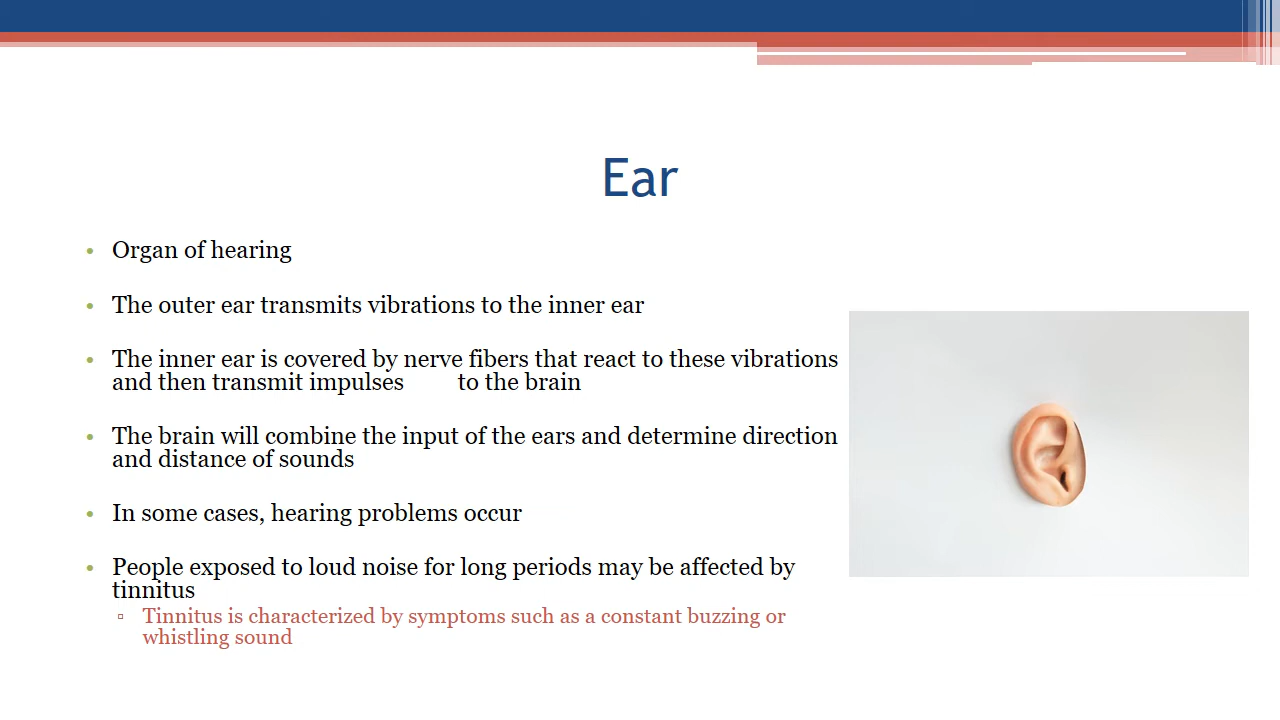 Ear
• Organ of hearing
• The outer ear transmits vibrations to the inner ear
• The inner ear is covered by nerve fibers that react to these vibrations
and then transmit impulses to the brain
• The brain will combine the input of the ears and determine direction
and distance of sounds
• In some cases, hearing problems occur
• People exposed to loud noise for long periods may be affected by
tinnitus
▫ Tinnitus is characterized by symptoms such as a constant buzzing or
whistling sound